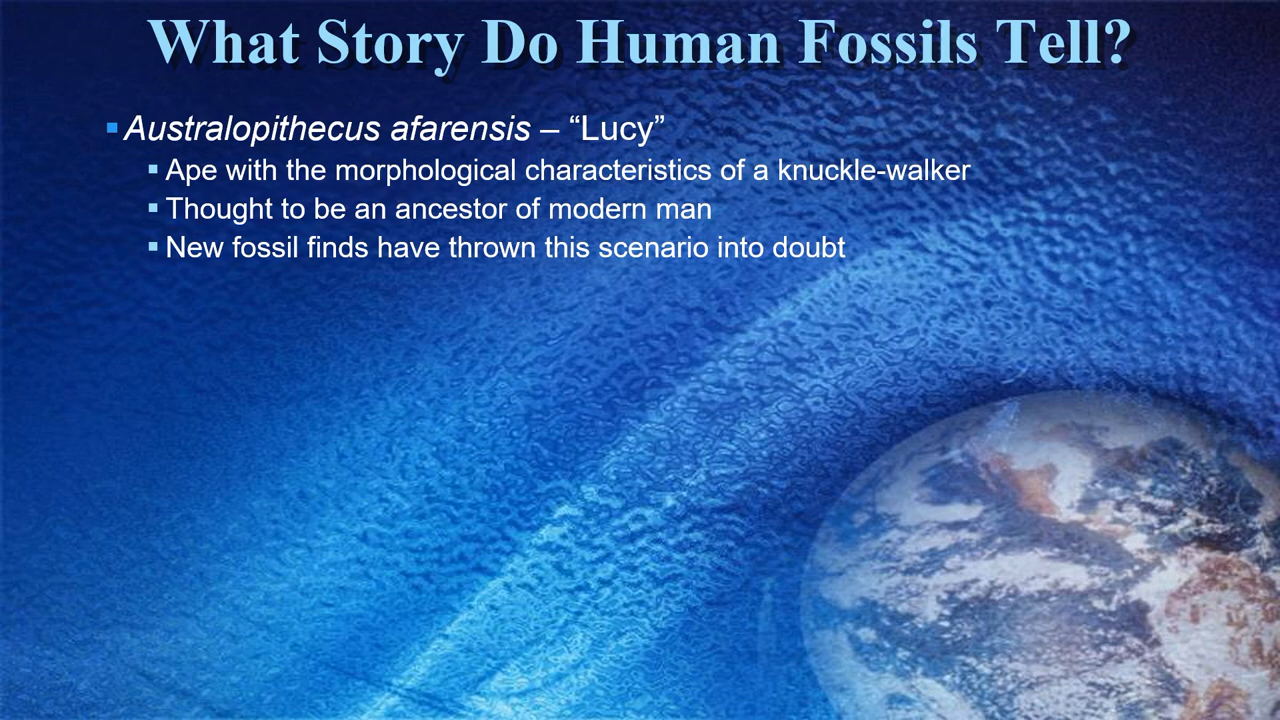 What Story Do Human Fossils Tell?
Australopithecus afarensis – “Lucy”
Ape with the morphological characteristics of a knuckle-walker
Thought to be an ancestor of modern man
New fossil finds have thrown this scenario into doubt